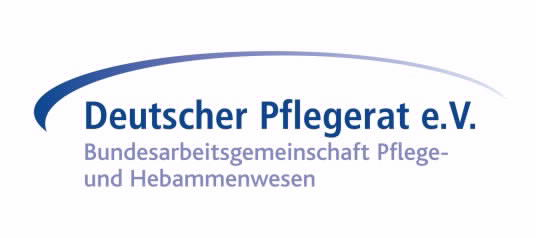 Deutscher Pflegerat e.V.
Bundesarbeitsgemeinschaft Pflege-
und Hebammenwesen